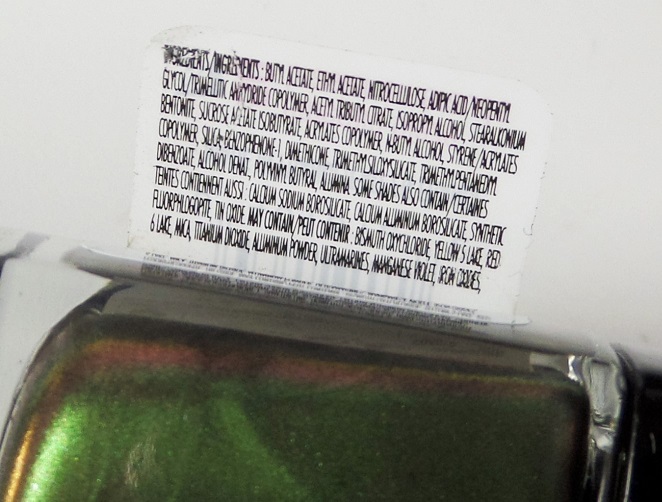 INGREDIENTS/INGRÉDIENTS : BUTYL ACETATE, ETHYL ACETATE, NITROCELLULOSE, ADIPIC ACID/NEOPENTYL
GLYCOL/TRIMELLITIC ANHYDRIDE COPOLYMER, ACETYL TRIBUTYL CITRATE, ISOPROPYL ALCOHOL, STEARALKONIUM
BENTONITE, SUCROSE ACETATE ISOBUTYRATE, ACRYLATES COPOLYMER, N-BUTYL ALCOHOL, STYRENE/ACRYLATES
COPOLYMER, SILICA, BENZOPHENONE-1, DIMETHICONE, TRIMETHYLSILOXYSILICATE, TRIMETHYL PENTANEDIYL
DIBENZOATE, ALCOHOL DENAT., POLYVINYL BUTYRAL, ALUMINA. SOME SHADES ALSO CONTAIN/CERTAINES
TEINTES CONTIENNENT AUSSI : CALCIUM SODIUM BOROSILICATE, CALCIUM ALUMINUM BOROSILICATE, SYNTHETIC
FLUORPHLOGOPITE, TIN OXIDE. MAY CONTAIN/PEUT CONTENIR : BISMUTH OXYCHLORIDE, YELLOW 5 LAKE, RED
6 LAKE, MICA, TITANIUM DIOXIDE, ALUMINUM POWDER, ULTRAMARINES, MANGANESE VIOLET, IRON OXIDES,